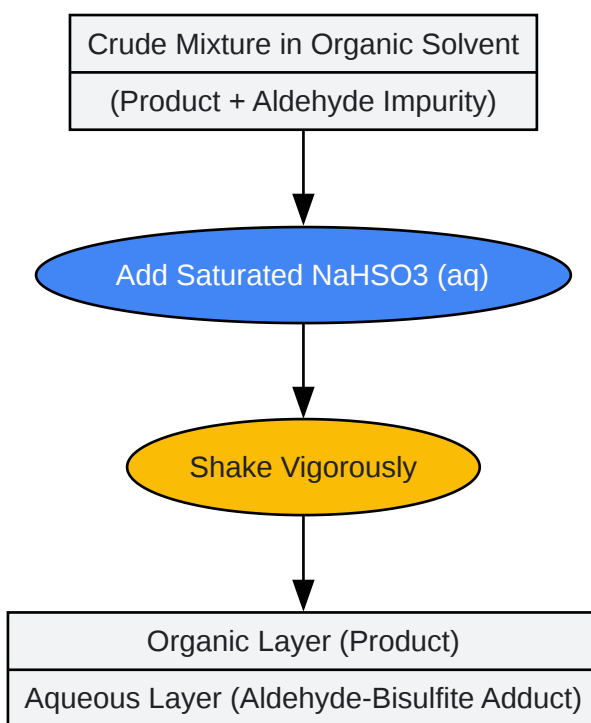 Crude Mixture in Organic Solvent
(Product + Aldehyde Impurity)
Add Saturated NaHSO3 (aq)
Shake Vigorously
Organic Layer (Product)
Aqueous Layer (Aldehyde-Bisulfite Adduct)